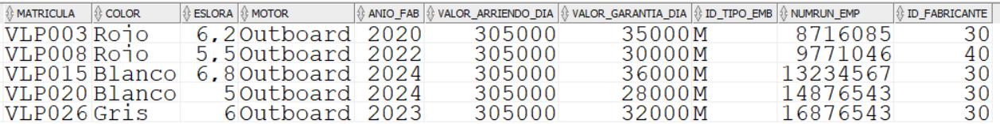 MATRICULA COLOR ESLORA MOTOR ANIO_FAB VALOR_ARRIENDO_DIA VALOR_GARANTIA_DIA ID_TIPO_EMB NUMRUN_EMP ID_FABRICANTE
VLP003 Rojo 6,2 Outboard 2020 305000 35000 M 8716085 30
VLP008 Rojo 5,5 Outboard 2022 305000 30000 M 9771046 40
VLP015 Blanco 6,8 Outboard 2024 305000 36000 M 13234567 30
VLP020 Blanco 5 Outboard 2024 305000 28000 M 14876543 30
VLP026 Gris 6 Outboard 2023 305000 32000 M 16876543 30